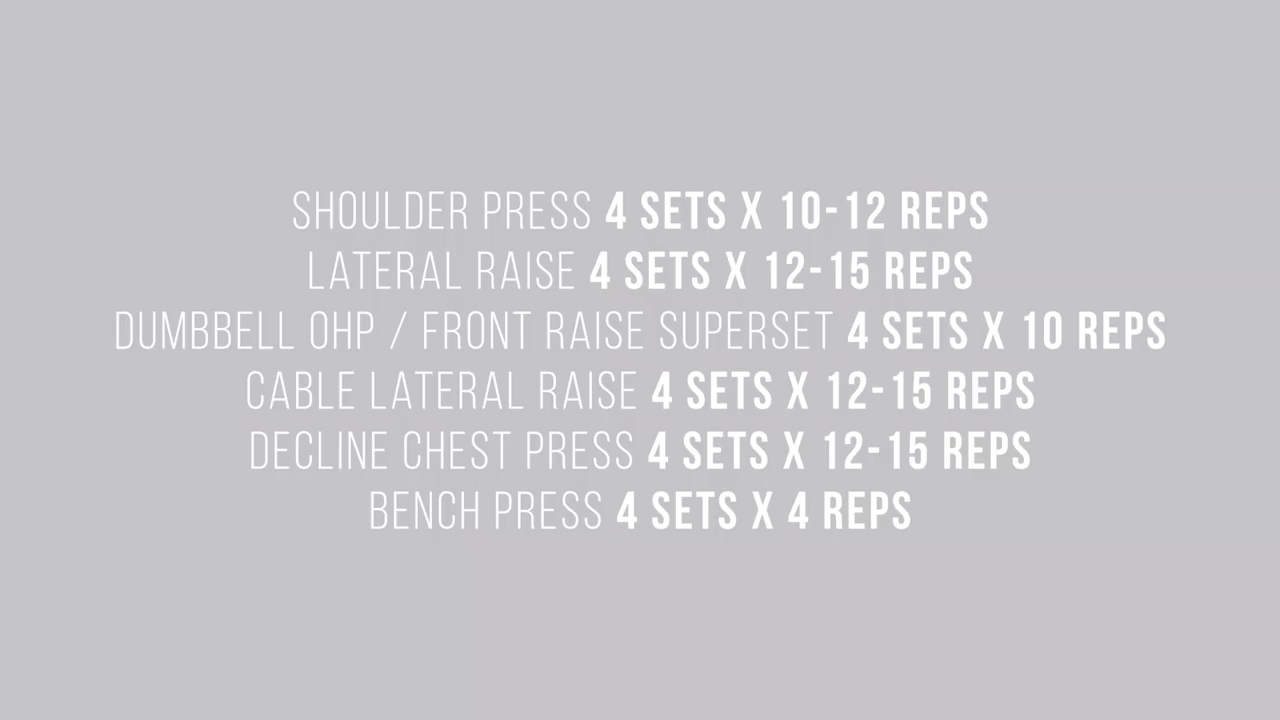 SHOULDER PRESS 4 SETS X 10-12 REPS
LATERAL RAISE 4 SETS X 12-15 REPS
DUMBBELL OHP / FRONT RAISE SUPERSET 4 SETS X 10 REPS
CABLE LATERAL RAISE 4 SETS X 12-15 REPS
DECLINE CHEST PRESS 4 SETS X 12-15 REPS
BENCH PRESS 4 SETS X 4 REPS